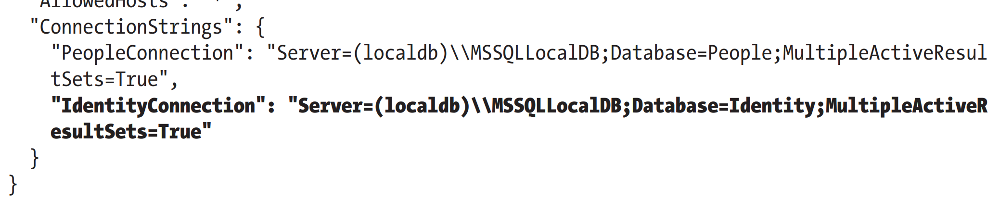 "AllowedHosts": "*",
"ConnectionStrings": {
"PeopleConnection": "Server=(localdb)\\MSSQLLocalDB;Database=People;MultipleActiveResul
tSets=True",
"IdentityConnection": "Server=(localdb)\\MSSQLLocalDB;Database=Identity;MultipleActiveR
esultSets=True"
}
}